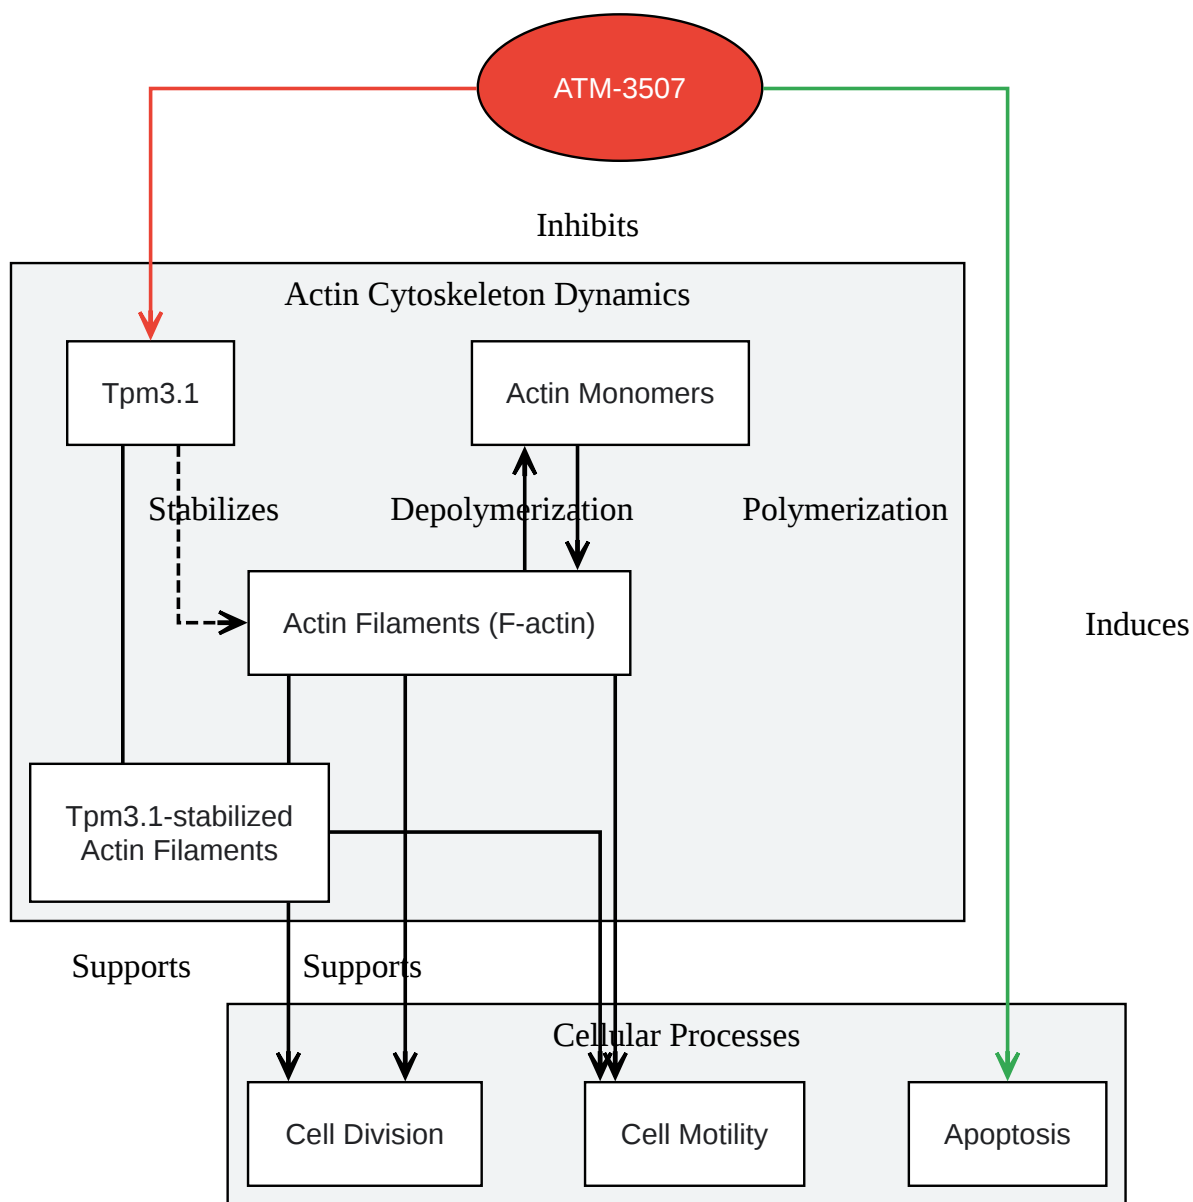 ATM-3507
Inhibits
Actin Cytoskeleton Dynamics
Tpm3.1
Actin Monomers
Stabilizes
Depolymerization
Polymerization
Actin Filaments (F-actin)
Induces
Tpm3.1-stabilized
Actin Filaments
Supports
Supports
Cellular Processes
Cell Division
Cell Motility
Apoptosis